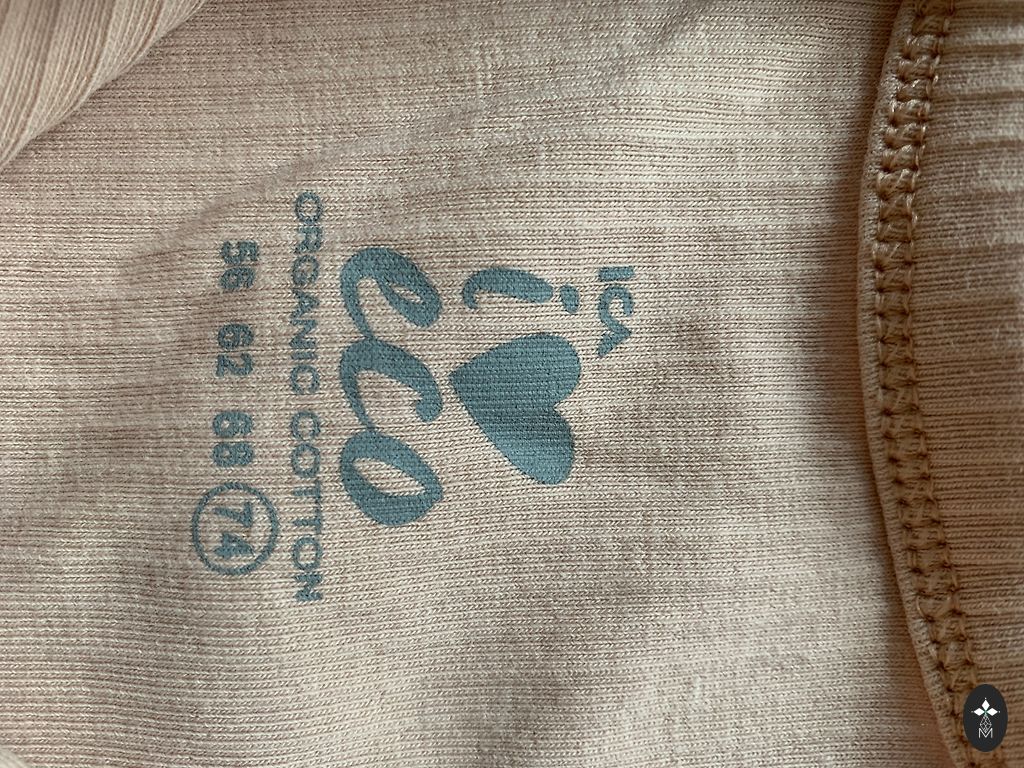 ICA
i ♥
eco
ORGANIC COTTON
56 62 68 74
M